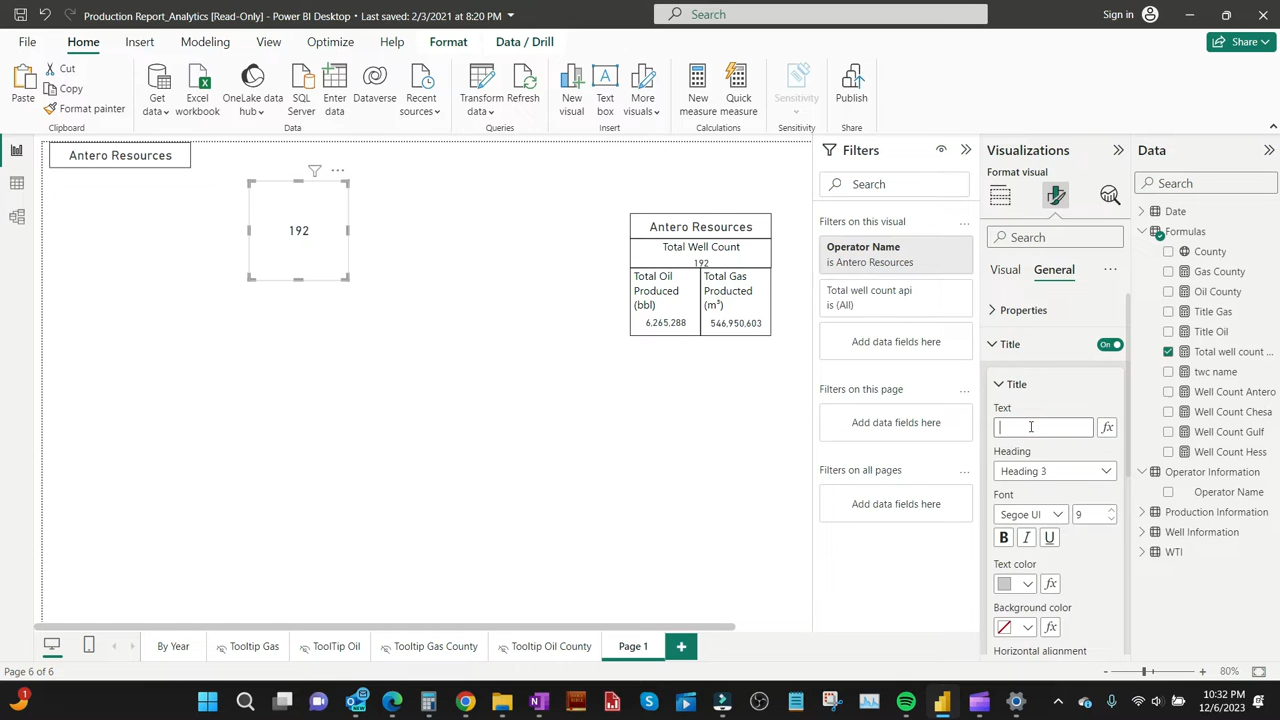 Production_Report_Analytics [Read-Only] - Power BI Desktop • Last saved: 2/3/2021 at 8:20 PM
Search
Sign in
File
Home
Insert
Modeling
View
Optimize
Help
Format
Data / Drill
Share
Paste
Cut
Copy
Format painter
Clipboard
Get data
Excel workbook
OneLake data hub
SQL Server
Enter data
Dataverse
Recent sources
Data
Transform data
Refresh
Queries
New visual
Text box
More visuals
Insert
New measure
Quick measure
Calculations
Sensitivity
Sensitivity
Publish
Share
Antero Resources
192
Antero Resources
Total Well Count
192
Total Oil
Produced
(bbl)
6,265,288
Total Gas
Producted
(m³)
546,950,603
Filters
Search
Filters on this visual
Operator Name
is Antero Resources
Total well count api
is (All)
Add data fields here
Filters on this page
Add data fields here
Filters on all pages
Add data fields here
Visualizations
Format visual
Search
Visual
General
Properties
Title
On
Title
Text
fx
Heading
Heading 3
Font
Segoe UI
9
B
I
U
Text color
fx
Background color
fx
Horizontal alignment
Data
Search
Date
Formulas
County
Gas County
Oil County
Title Gas
Title Oil
Total well count ...
twc name
Well Count Antero
Well Count Chesa
Well Count Gulf
Well Count Hess
Operator Information
Operator Name
Production Information
Well Information
WTI
By Year
Tooltip Gas
ToolTip Oil
Tooltip Gas County
Tooltip Oil County
Page 1
Page 6 of 6
80%
1
10:32 PM
12/6/2023